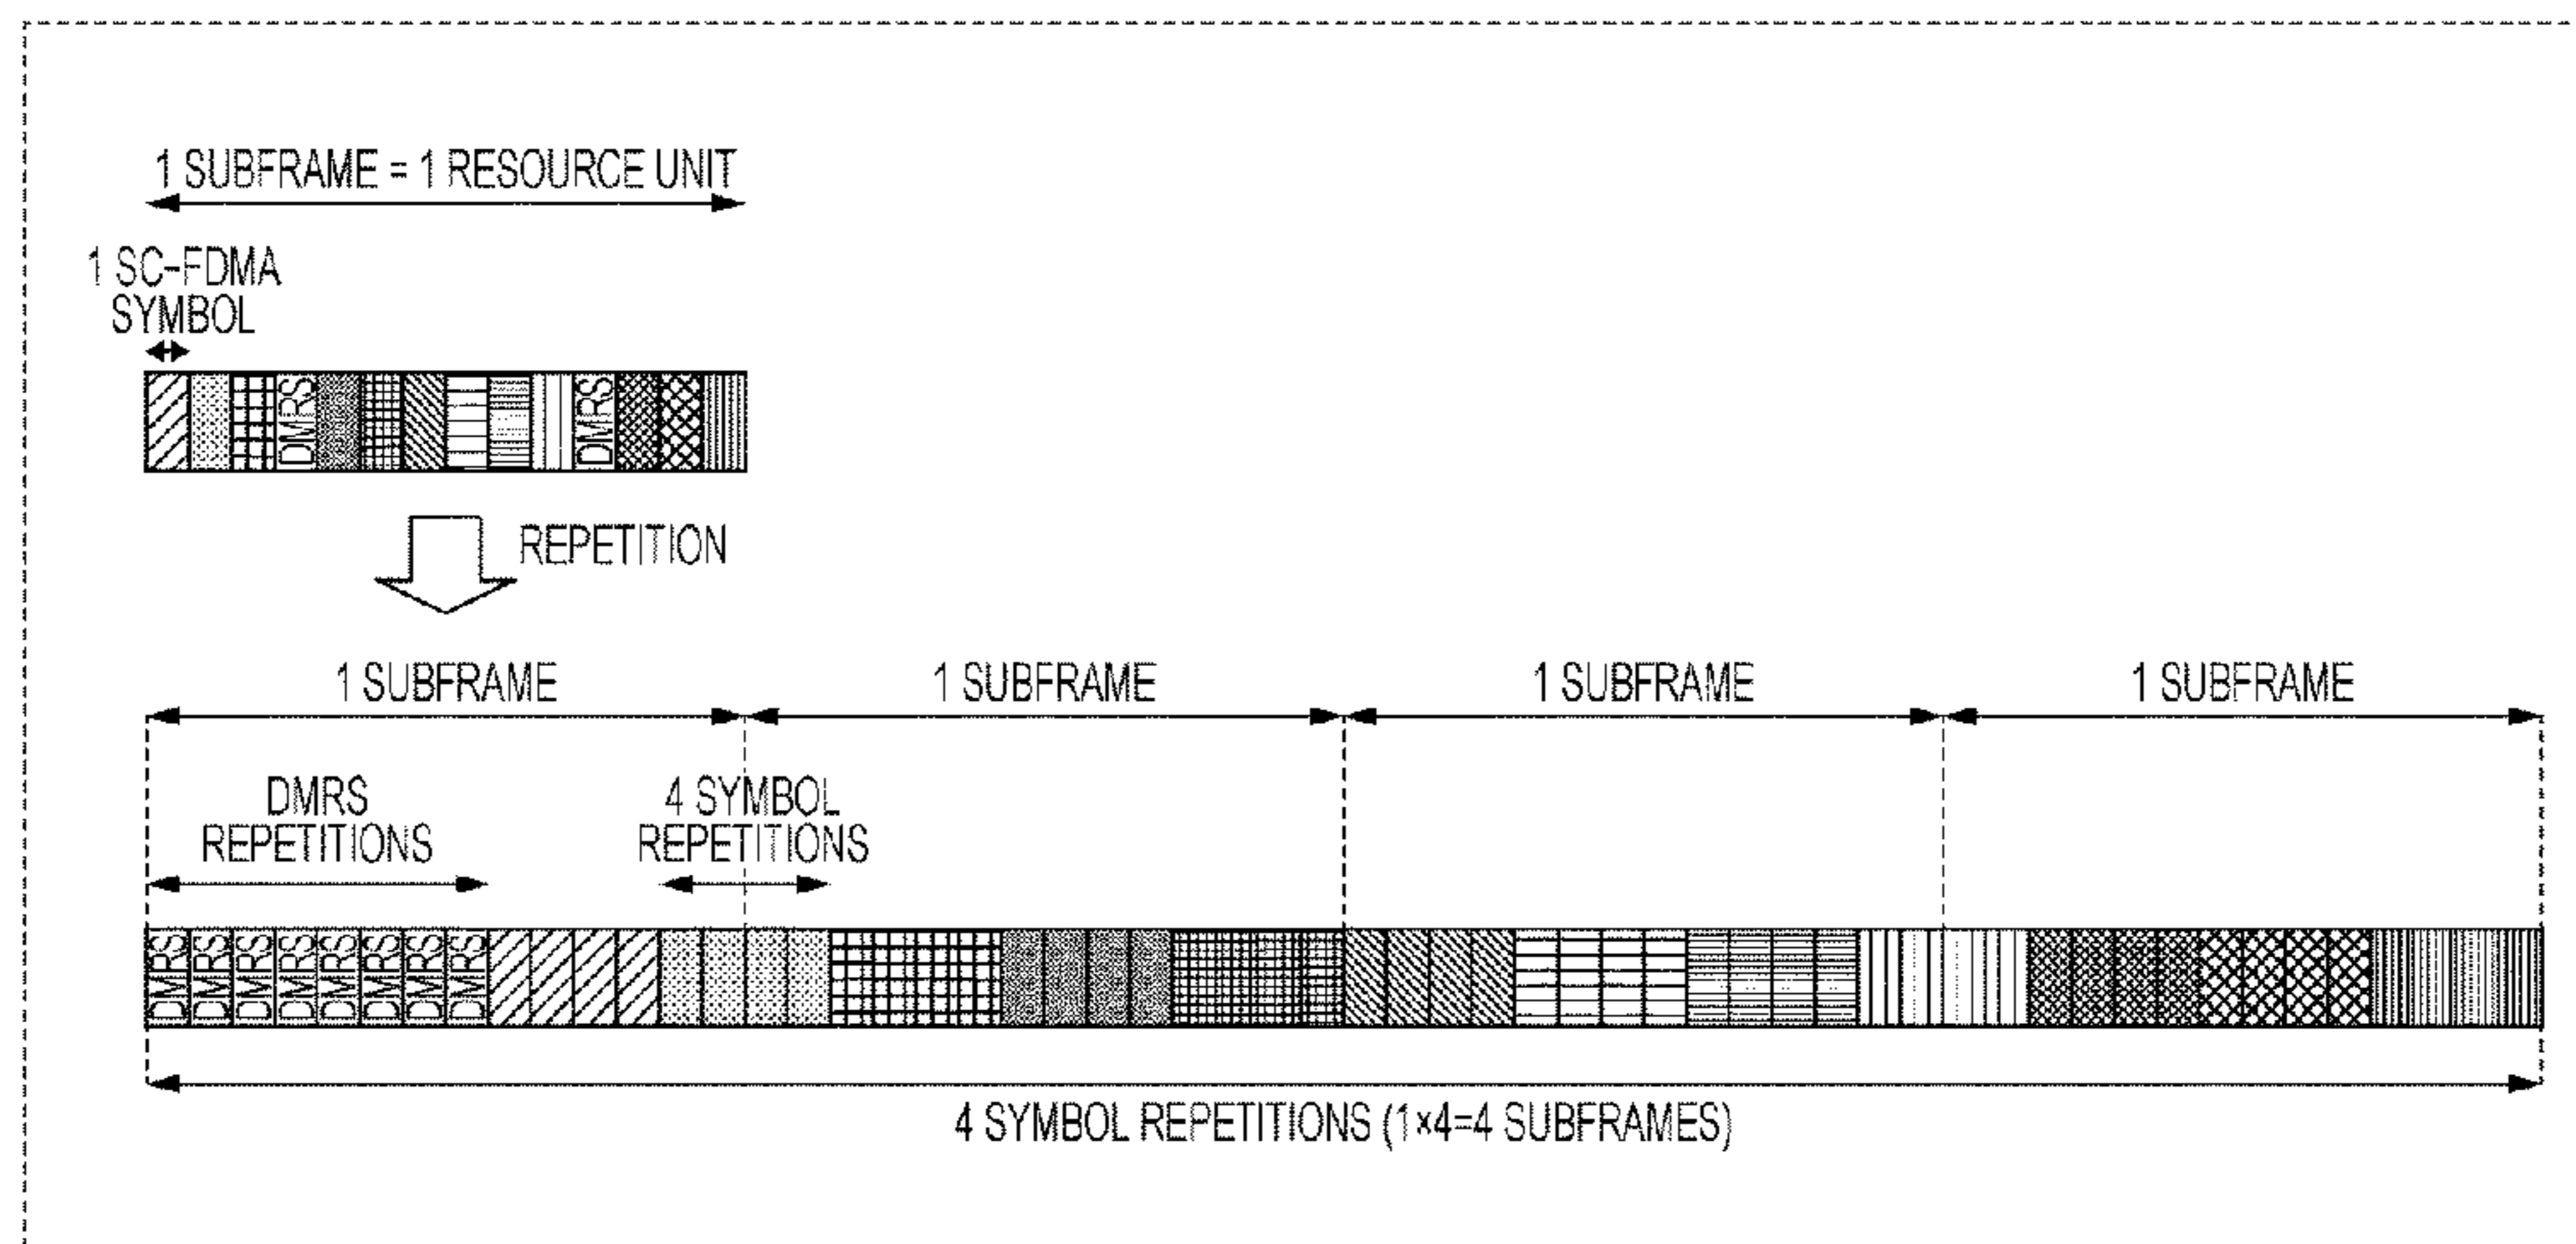 1 SUBFRAME = 1 RESOURCE UNIT
1 SC-FDMA
SYMBOL
DMRS DMRS
REPETITION
1 SUBFRAME 1 SUBFRAME 1 SUBFRAME 1 SUBFRAME
DMRS
REPETITIONS
4 SYMBOL
REPETITIONS
DMRS DMRS DMRS DMRS DMRS DMRS DMRS DMRS
4 SYMBOL REPETITIONS (1×4=4 SUBFRAMES)